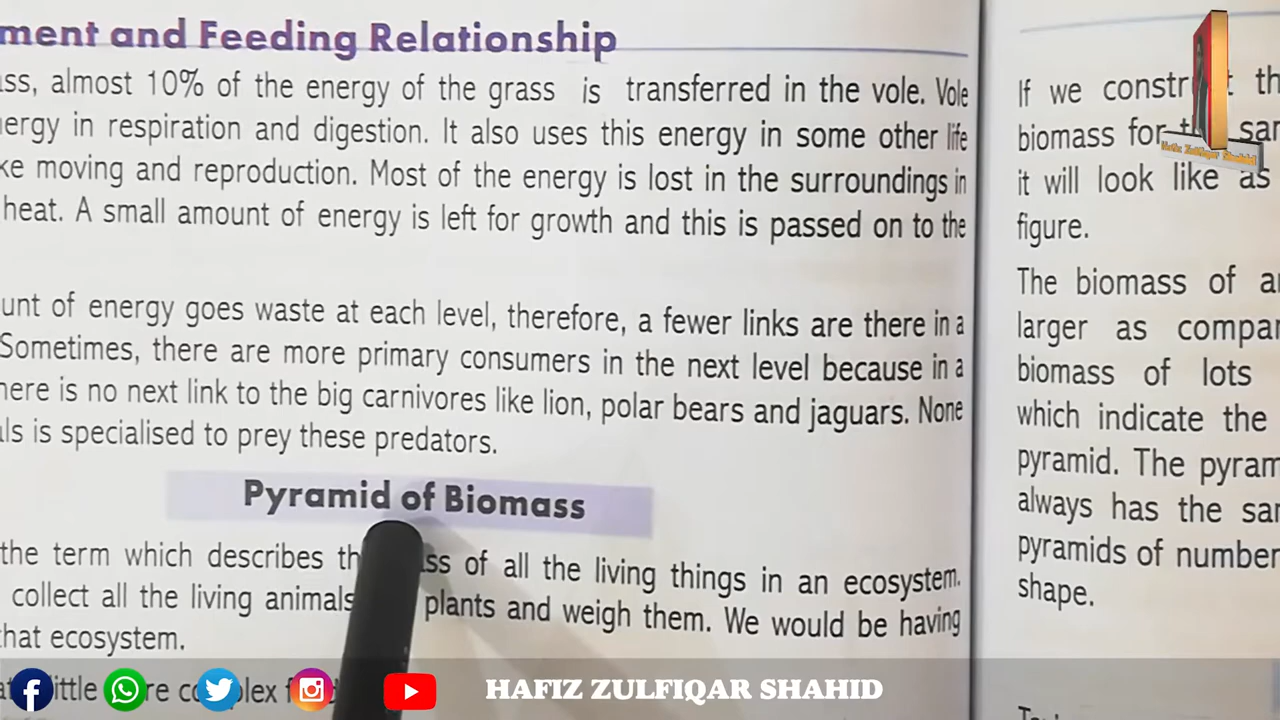 ment and Feeding Relationship
ass, almost 10% of the energy of the grass is transferred in the vole. Vole
nergy in respiration and digestion. It also uses this energy in some other life
ke moving and reproduction. Most of the energy is lost in the surroundings in
heat. A small amount of energy is left for growth and this is passed on to the
unt of energy goes waste at each level, therefore, a fewer links are there in a
Sometimes, there are more primary consumers in the next level because in a
here is no next link to the big carnivores like lion, polar bears and jaguars. None
ls is specialised to prey these predators.
Pyramid of Biomass
the term which describes th ss of all the living things in an ecosystem.
collect all the living animals plants and weigh them. We would be having
that ecosystem.
If we constr t th
biomass for th sar
it will look like as
figure.
The biomass of a
larger as compa
biomass of lots
which indicate the
pyramid. The pyram
always has the sa
pyramids of number
shape.
Hafiz Zulfiqar Shahid
HAFIZ ZULFIQAR SHAHID